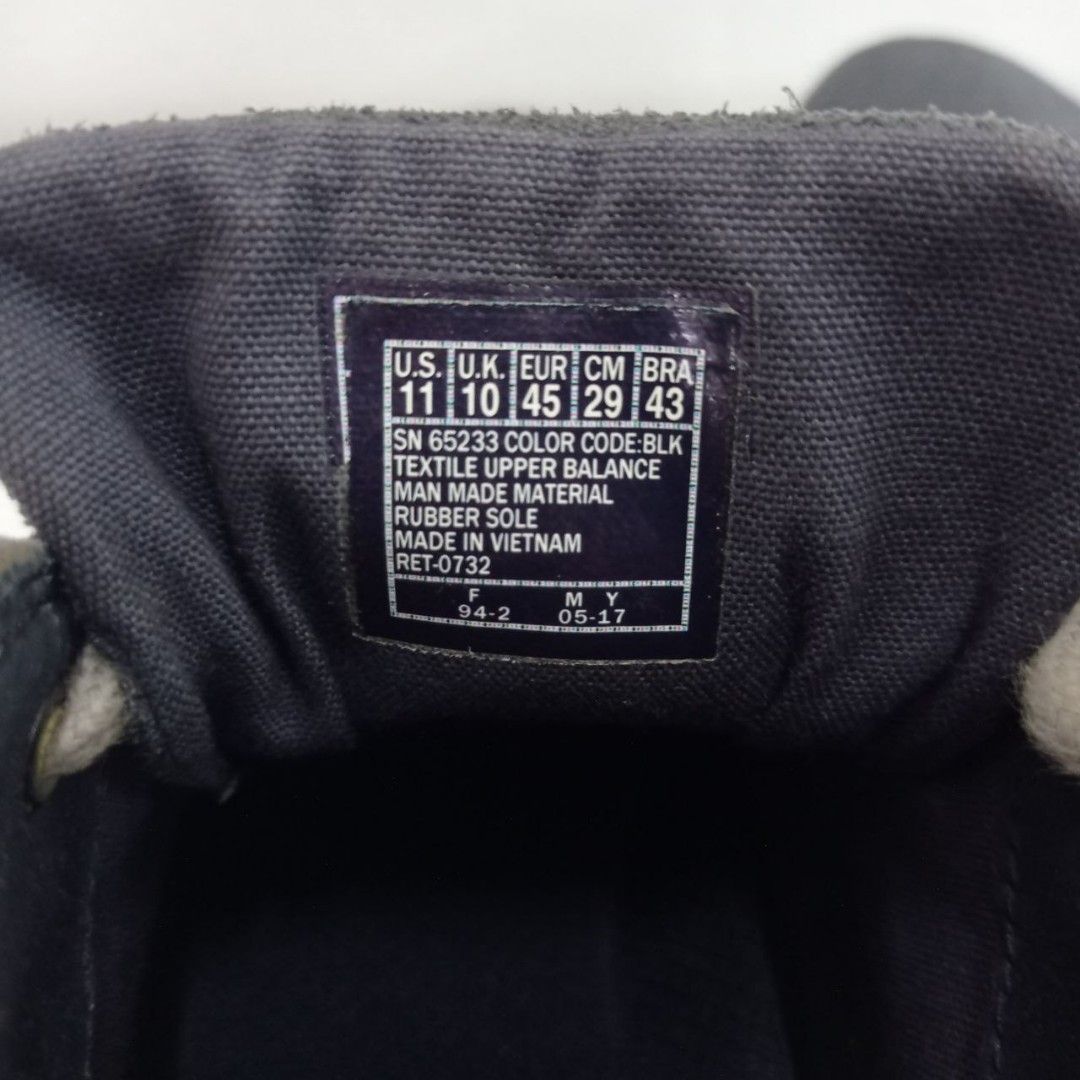 U.S. U.K. EUR CM BRA
11 10 45 29 43
SN 65233 COLOR CODE:BLK
TEXTILE UPPER BALANCE
MAN MADE MATERIAL
RUBBER SOLE
MADE IN VIETNAM
RET-0732
F M Y
94-2 05-17